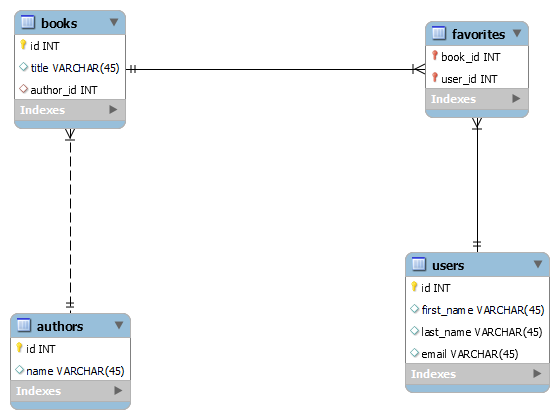 books
id INT
title VARCHAR(45)
author_id INT
Indexes
favorites
book_id INT
user_id INT
Indexes
authors
id INT
name VARCHAR(45)
Indexes
users
id INT
first_name VARCHAR(45)
last_name VARCHAR(45)
email VARCHAR(45)
Indexes